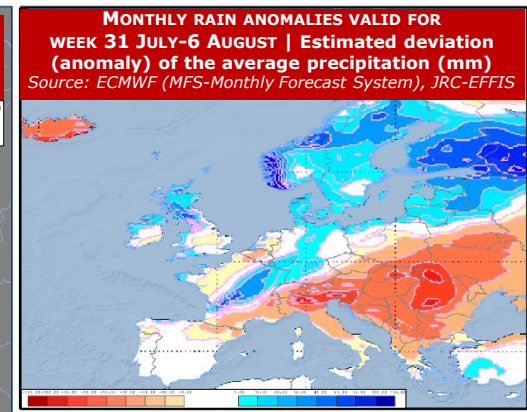 MONTHLY RAIN ANOMALIES VALID FOR
WEEK 31 JULY-6 AUGUST | Estimated deviation
(anomaly) of the average precipitation (mm)
Source: ECMWF (MFS-Monthly Forecast System), JRC-EFFIS